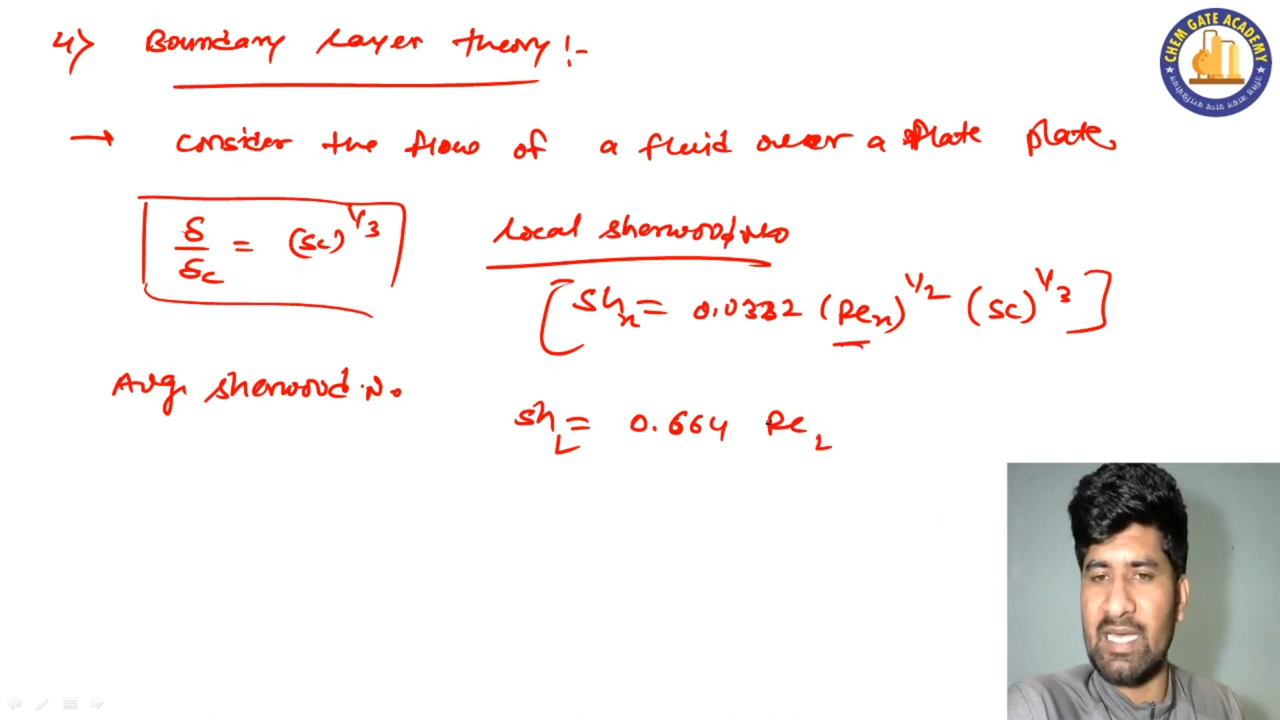 4) Boundary layer theory :-
→ Consider the flow of a fluid over a flate plate
δ/δc = (Sc)^1/3
Local sherwood No
[Shx = 0.0332 (Rex)^1/2 (Sc)^1/3]
Avg. Sherwood No
ShL = 0.664 ReL
CHEM GATE ACADEMY